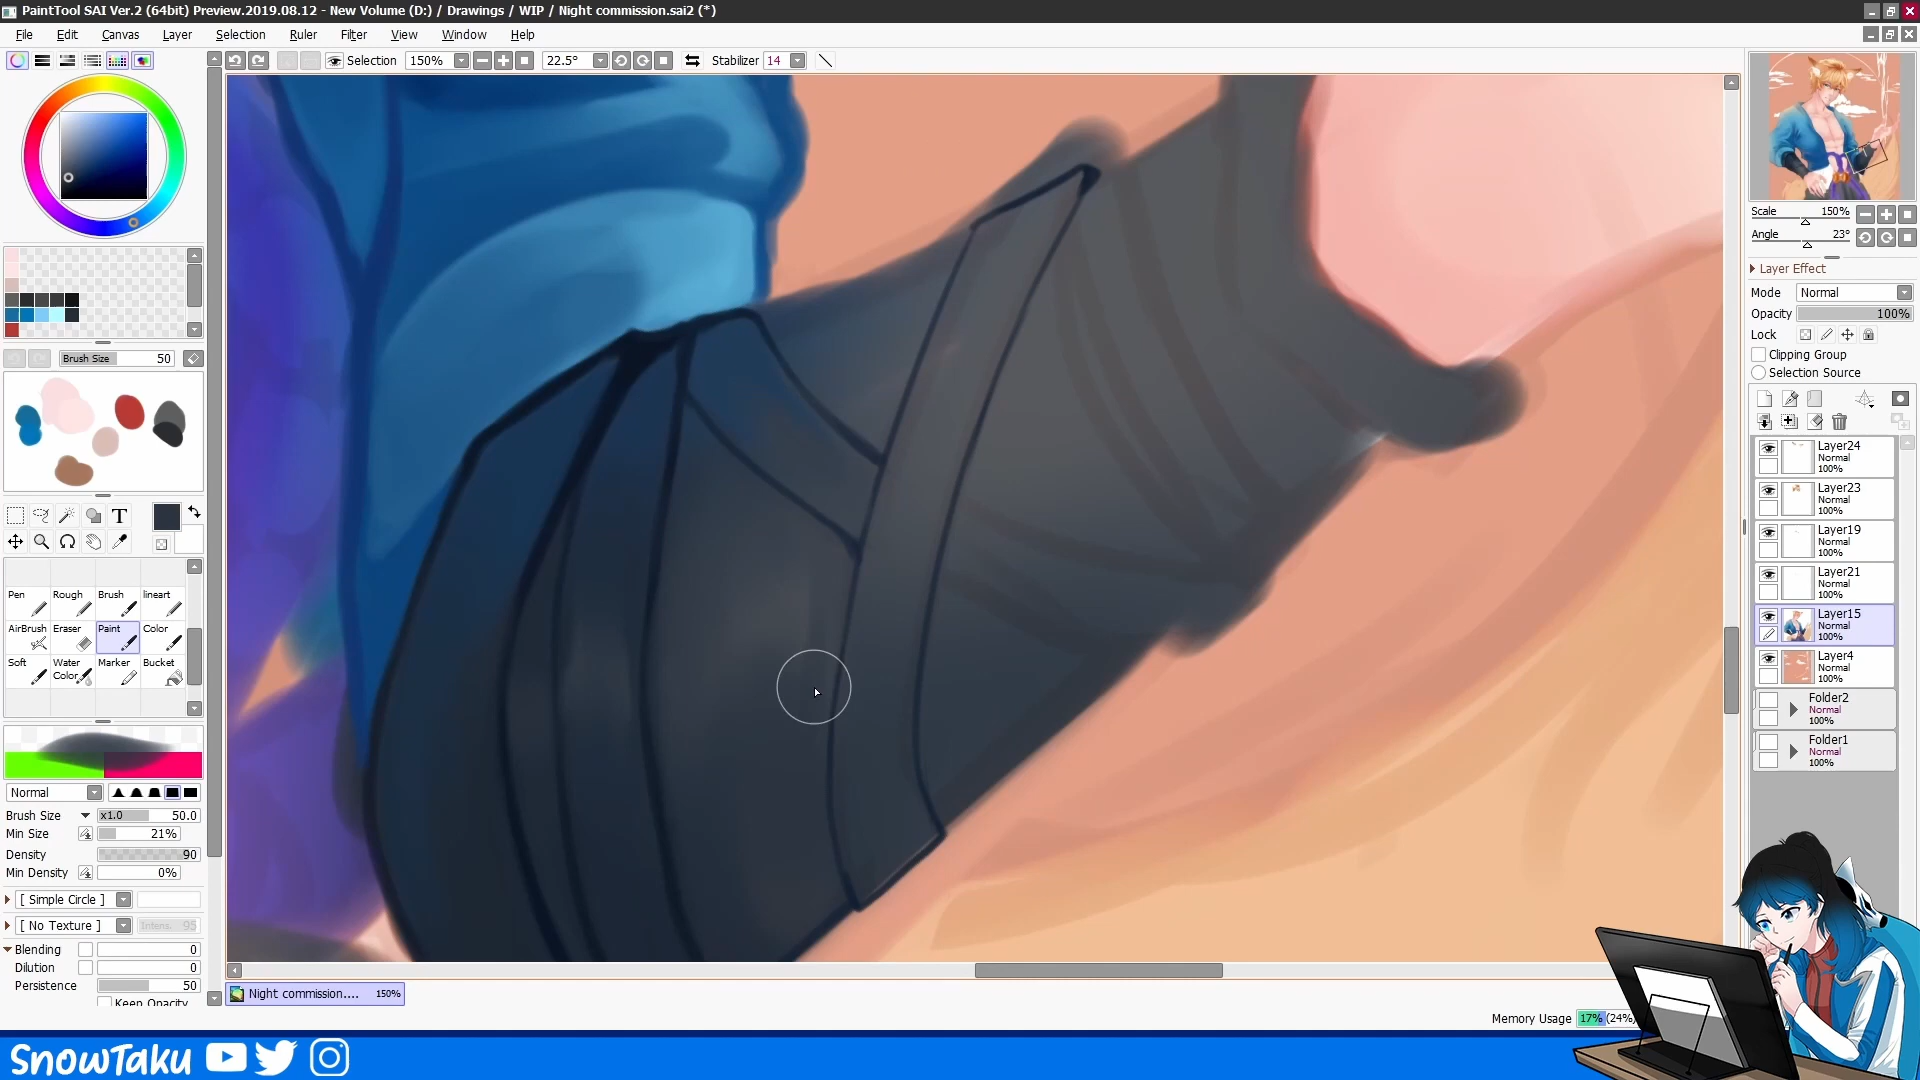 PaintTool SAI Ver.2 (64bit) Preview.2019.08.12 - New Volume (D:) / Drawings / WIP / Night commission.sai2 (*)
File Edit Canvas Layer Selection Ruler Filter View Window Help
Selection 150% 22.5° Stabilizer 14
Scale 150%
Angle 23°
Layer Effect
Mode Normal
Opacity 100%
Lock
Clipping Group
Selection Source
Layer24
Normal
100%
Layer23
Normal
100%
Layer19
Normal
100%
Layer21
Normal
100%
Layer15
Normal
100%
Layer4
Normal
100%
Folder2
Normal
100%
Folder1
Normal
100%
Brush Size 50
T
Pen Rough Brush lineart
AirBrush Eraser Paint Color
Soft Water Color Marker Bucket
Normal
Brush Size x1.0 50.0
Min Size 21%
Density 90
Min Density 0%
[ Simple Circle ]
[ No Texture ] Intens. 95
Blending 0
Dilution 0
Persistence 50
Keep Opacity
Night commission.... 150%
Memory Usage 17% (24%)
SnowTaku